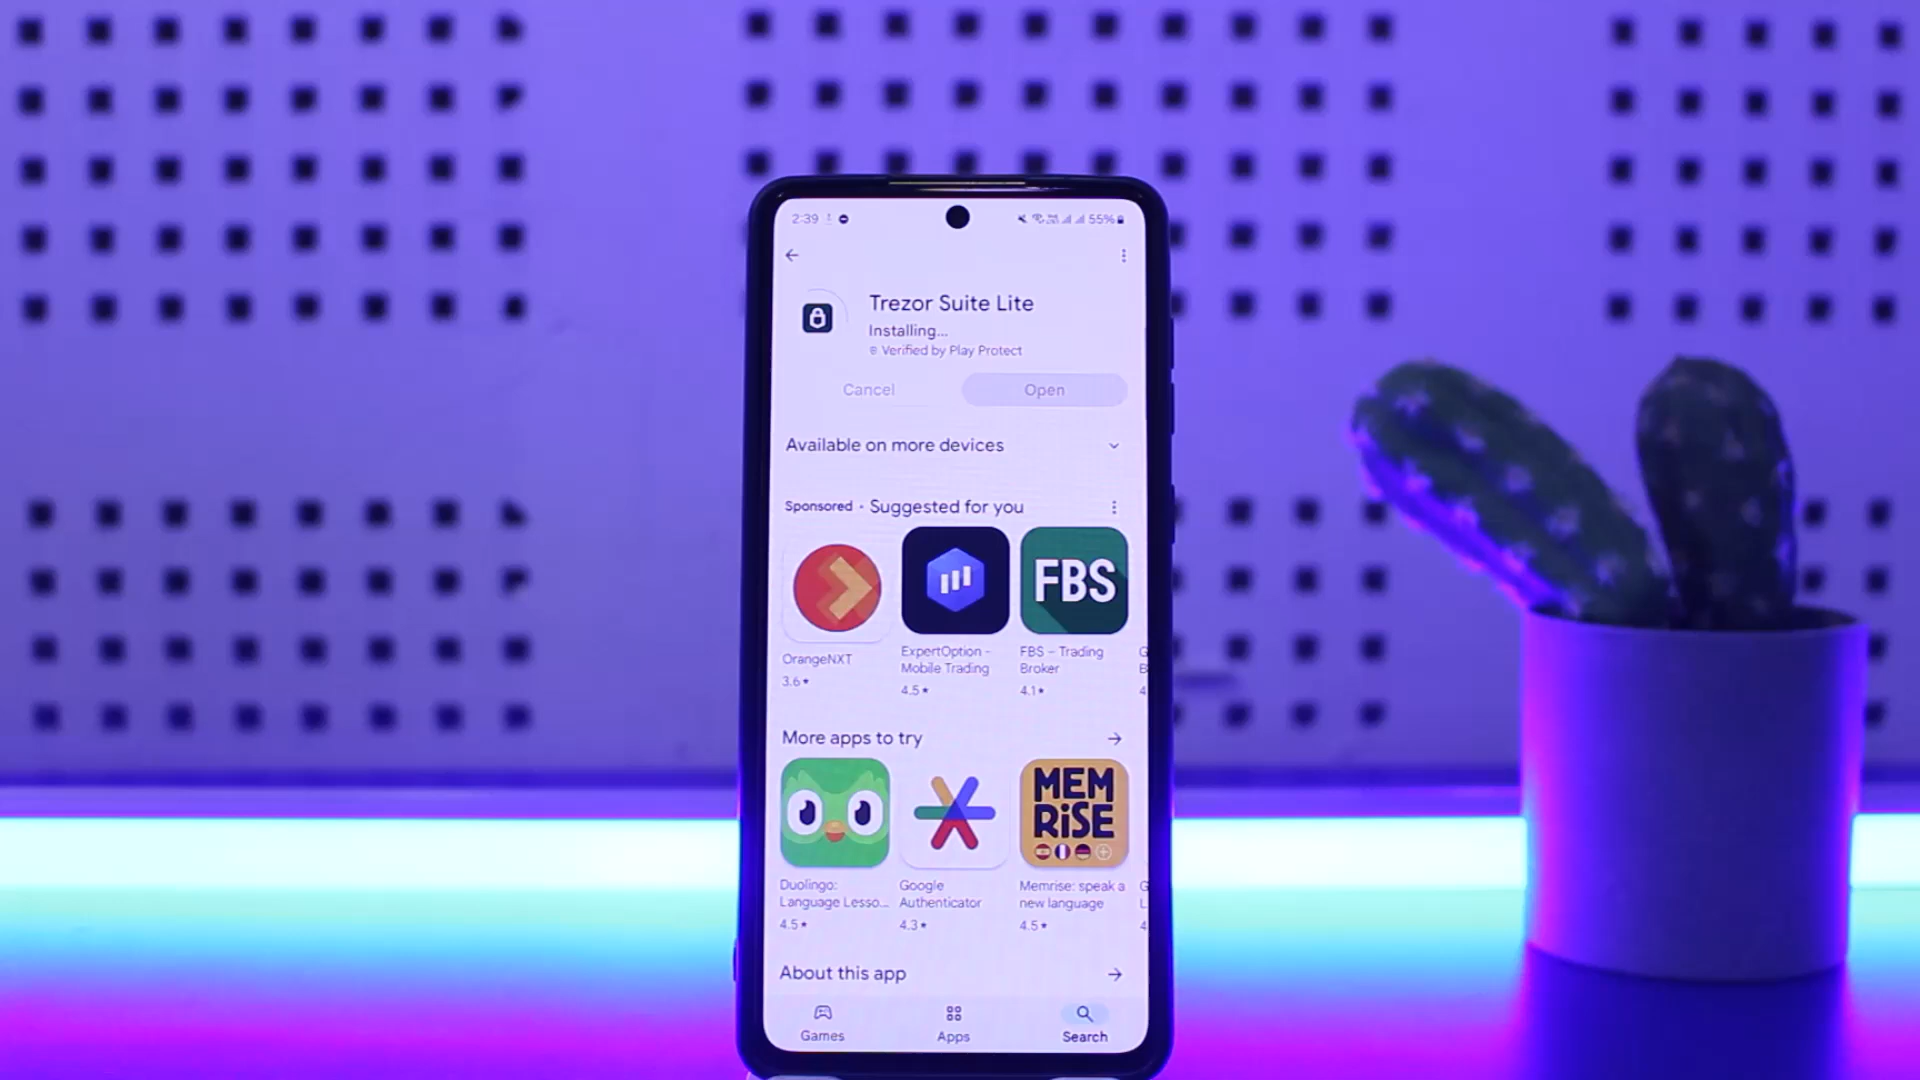 2:39
55%
Trezor Suite Lite
Installing...
Verified by Play Protect
Cancel
Open
Available on more devices
Sponsored · Suggested for you
FBS
OrangeNXT
3.6★
ExpertOption -
Mobile Trading
4.5★
FBS – Trading
Broker
4.1★
G
B
4
More apps to try
MEM
RiSE
Duolingo:
Language Lesso...
4.5★
Google
Authenticator
4.3★
Memrise: speak a
new language
4.5★
G
L
4
About this app
Games
Apps
Search